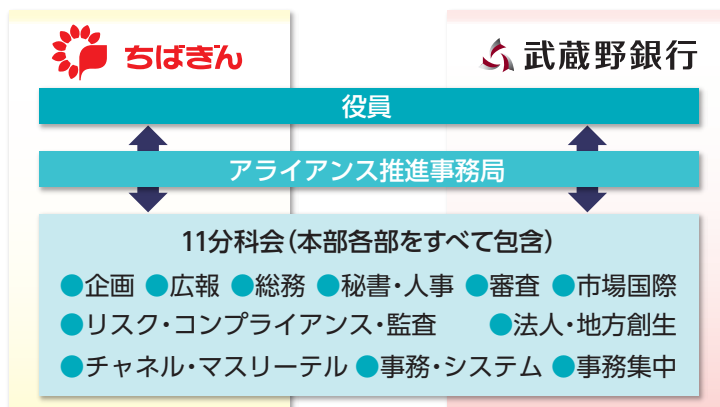 ちばぎん 武蔵野銀行
役員
アライアンス推進事務局
11分科会(本部各部をすべて包含)
●企画 ●広報 ●総務 ●秘書・人事 ●審査 ●市場国際
●リスク・コンプライアンス・監査 ●法人・地方創生
●チャネル・マスリーテル ●事務・システム ●事務集中